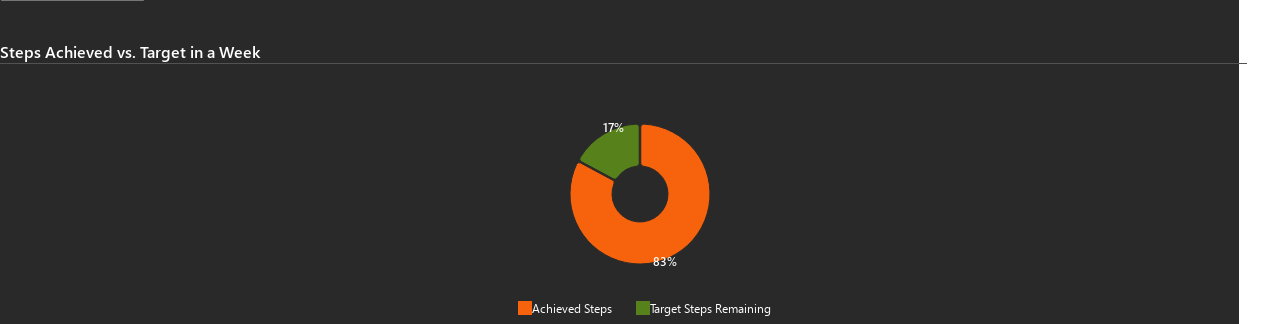 Steps Achieved vs. Target in a Week
17%
83%
Achieved Steps
Target Steps Remaining